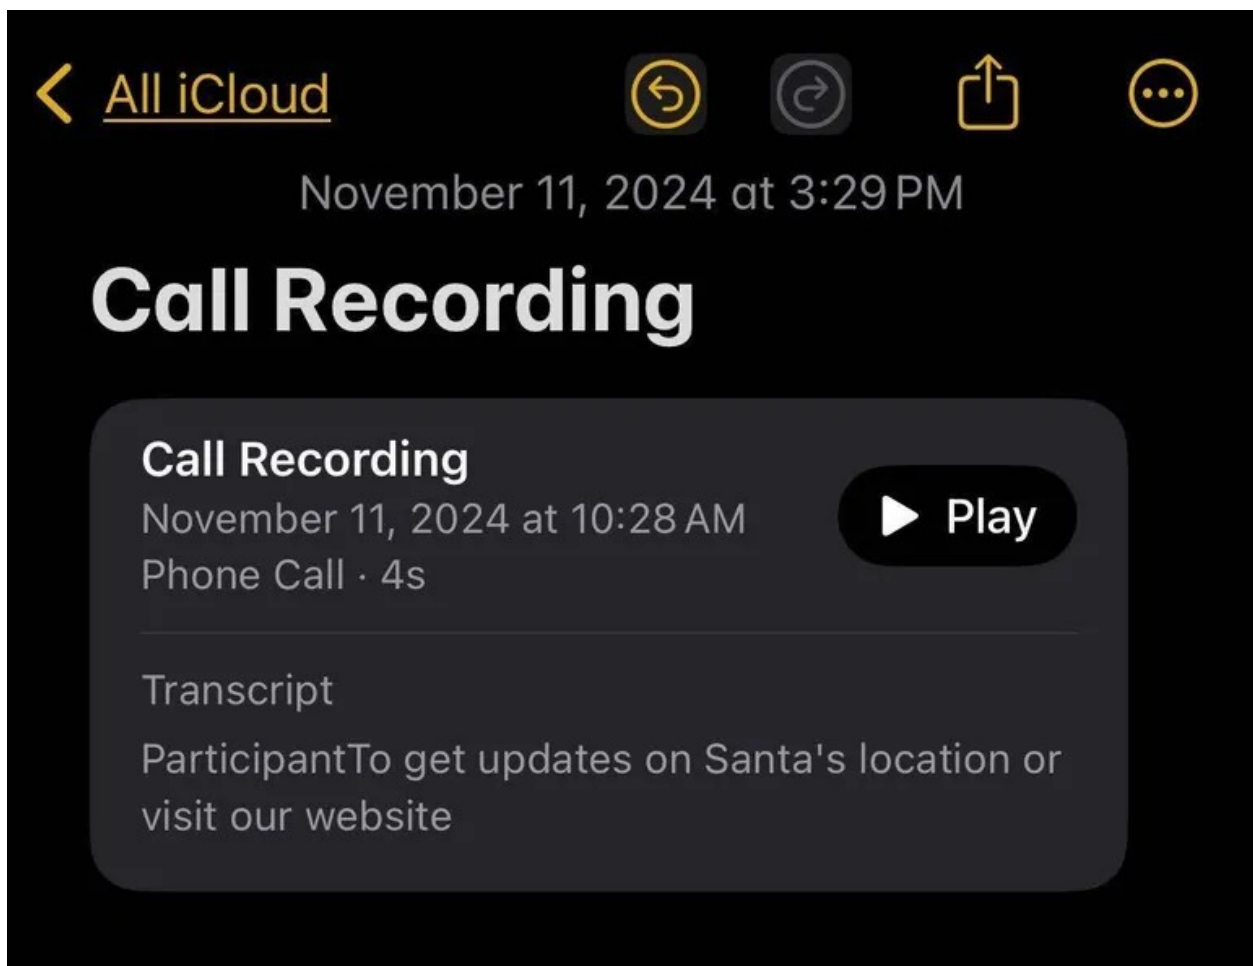 All iCloud
November 11, 2024 at 3:29 PM
Call Recording
Call Recording
November 11, 2024 at 10:28 AM
Play
Phone Call · 4s
Transcript
ParticipantTo get updates on Santa's location or
visit our website